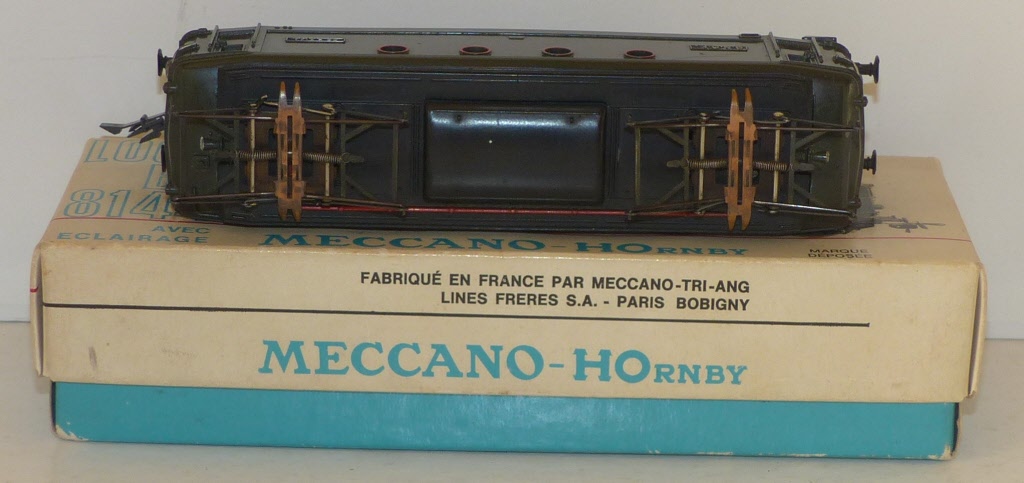 AVEC
ECLAIRAGE
MECCANO-HORNBY
MARQUE
DÉPOSÉE
FABRIQUÉ EN FRANCE PAR MECCANO-TRI-ANG
LINES FRERES S.A. - PARIS BOBIGNY
MECCANO-HORNBY